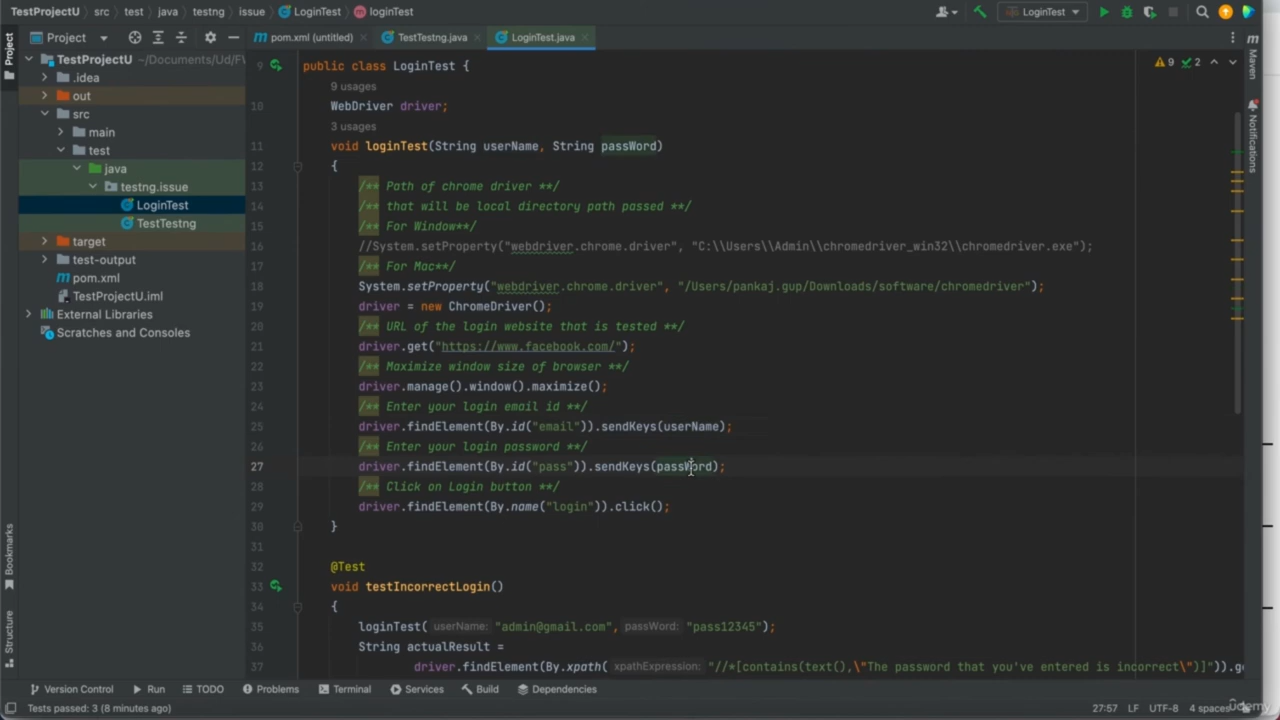 TestProjectU > src > test > java > testng > issue > LoginTest > loginTest
LoginTest
Project
pom.xml (untitled)
TestTestng.java
LoginTest.java
TestProjectU ~/Documents/Ud/F
.idea
out
src
main
test
java
testng.issue
LoginTest
TestTestng
target
test-output
pom.xml
TestProjectU.iml
External Libraries
Scratches and Consoles
Project
Bookmarks
Structure
9 2
9 public class LoginTest {
9 usages
10 WebDriver driver;
3 usages
11 void loginTest(String userName, String passWord)
12 {
13 /** Path of chrome driver **/
14 /** that will be local directory path passed **/
15 /** For Window**/
16 //System.setProperty("webdriver.chrome.driver", "C:\\Users\\Admin\\chromedriver_win32\\chromedriver.exe");
17 /** For Mac**/
18 System.setProperty("webdriver.chrome.driver", "/Users/pankaj.gup/Downloads/software/chromedriver");
19 driver = new ChromeDriver();
20 /** URL of the login website that is tested **/
21 driver.get("https://www.facebook.com/");
22 /** Maximize window size of browser **/
23 driver.manage().window().maximize();
24 /** Enter your login email id **/
25 driver.findElement(By.id("email")).sendKeys(userName);
26 /** Enter your login password **/
27 driver.findElement(By.id("pass")).sendKeys(passWord);
28 /** Click on Login button **/
29 driver.findElement(By.name("login")).click();
30 }
31
32 @Test
33 void testIncorrectLogin()
34 {
35 loginTest( userName: "admin@gmail.com", passWord: "pass12345");
36 String actualResult =
37 driver.findElement(By.xpath( xpathExpression: "//*[contains(text(),\"The password that you've entered is incorrect\")]")).g
Maven
Notifications
Version Control Run TODO Problems Terminal Services Build Dependencies
Tests passed: 3 (8 minutes ago)
27:57 LF UTF-8 4 spaces
udemy